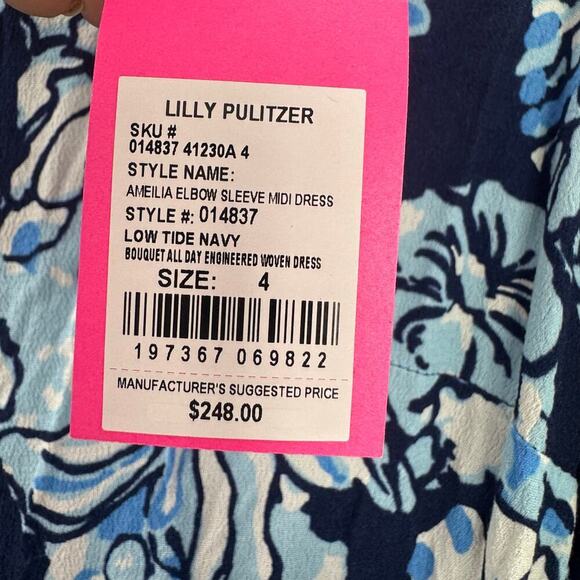 LILLY PULITZER
SKU #
014837 41230A 4
STYLE NAME:
AMEILIA ELBOW SLEEVE MIDI DRESS
STYLE #: 014837
LOW TIDE NAVY
BOUQUET ALL DAY ENGINEERED WOVEN DRESS
SIZE: 4
197367 069822
MANUFACTURER'S SUGGESTED PRICE
$248.00